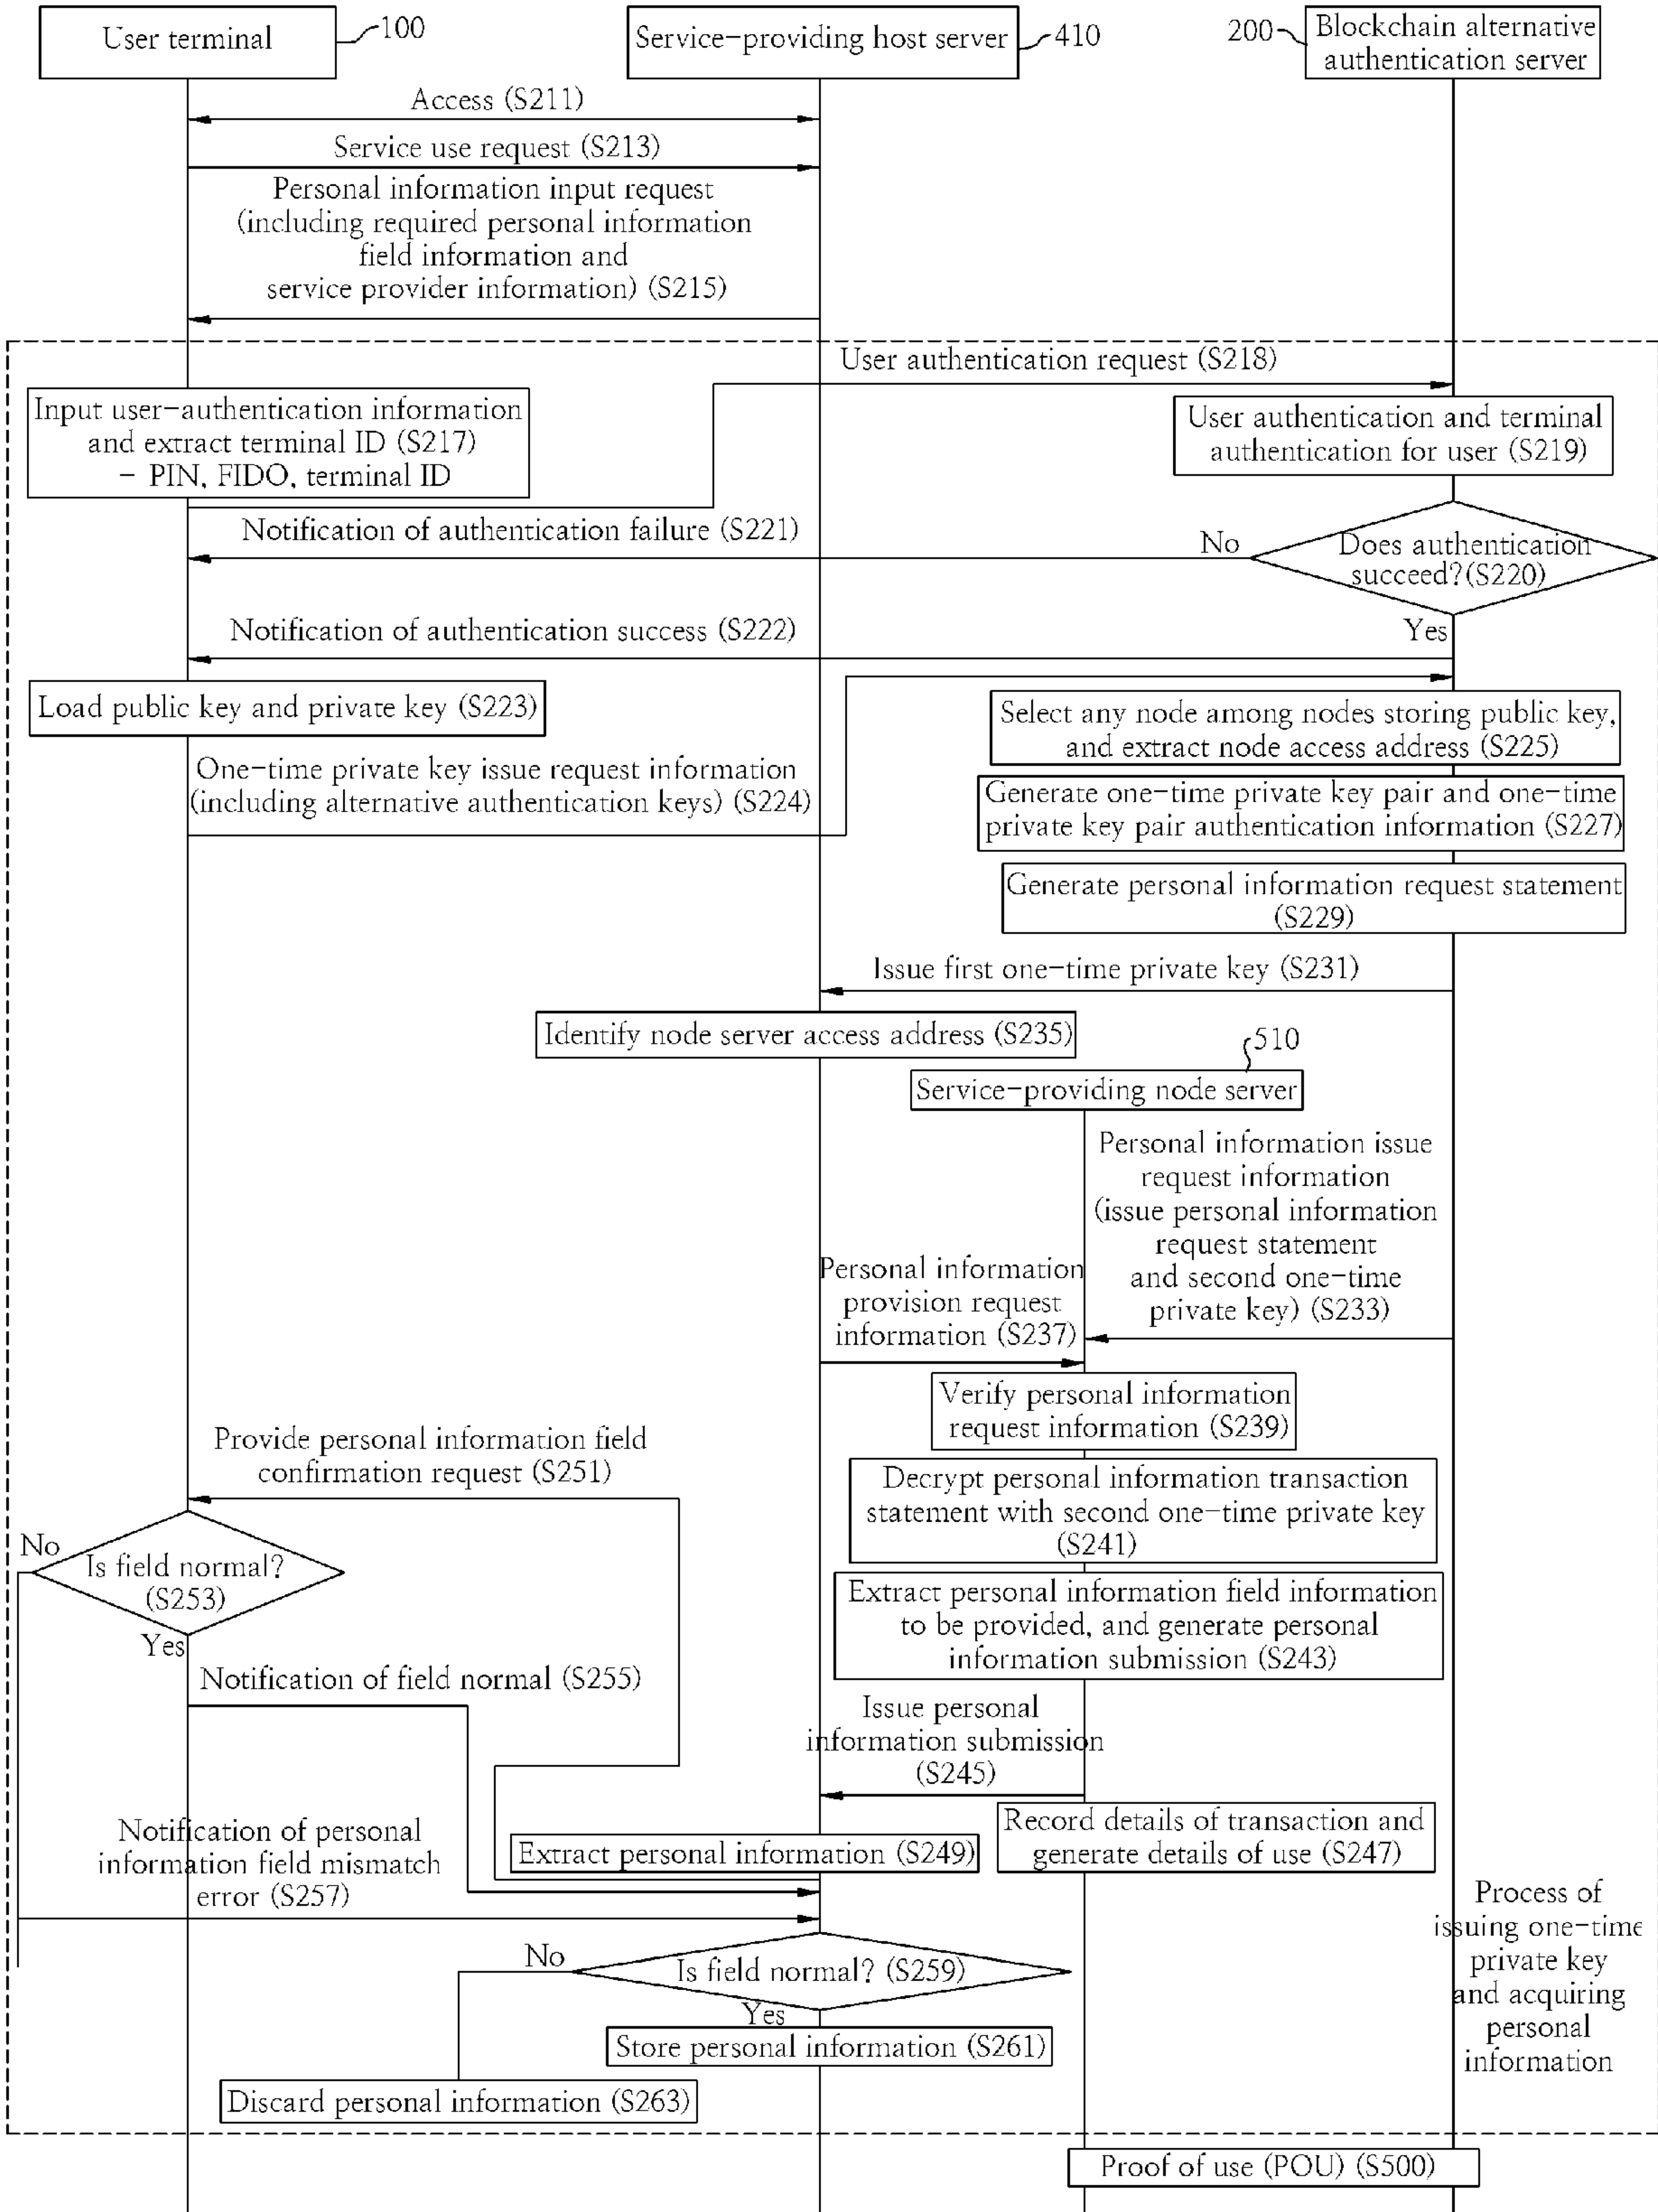 User terminal
100
Service-providing host server
410
200
Blockchain alternative
authentication server
Access (S211)
Service use request (S213)
Personal information input request
(including required personal information
field information and
service provider information) (S215)
User authentication request (S218)
Input user-authentication information
and extract terminal ID (S217)
- PIN, FIDO, terminal ID
User authentication and terminal
authentication for user (S219)
Notification of authentication failure (S221)
No
Does authentication
succeed?(S220)
Notification of authentication success (S222)
Yes
Load public key and private key (S223)
Select any node among nodes storing public key,
and extract node access address (S225)
One-time private key issue request information
(including alternative authentication keys) (S224)
Generate one-time private key pair and one-time
private key pair authentication information (S227)
Generate personal information request statement
(S229)
Issue first one-time private key (S231)
Identify node server access address (S235)
510
Service-providing node server
Personal information issue
request information
(issue personal information
request statement
and second one-time
private key) (S233)
Personal information
provision request
information (S237)
Verify personal information
request information (S239)
Provide personal information field
confirmation request (S251)
Decrypt personal information transaction
statement with second one-time private key
(S241)
No
Is field normal?
(S253)
Yes
Extract personal information field information
to be provided, and generate personal
information submission (S243)
Notification of field normal (S255)
Issue personal
information submission
(S245)
Notification of personal
information field mismatch
error (S257)
Extract personal information (S249)
Record details of transaction and
generate details of use (S247)
Process of
issuing one-time
private key
and acquiring
personal
information
No
Is field normal? (S259)
Yes
Store personal information (S261)
Discard personal information (S263)
Proof of use (POU) (S500)